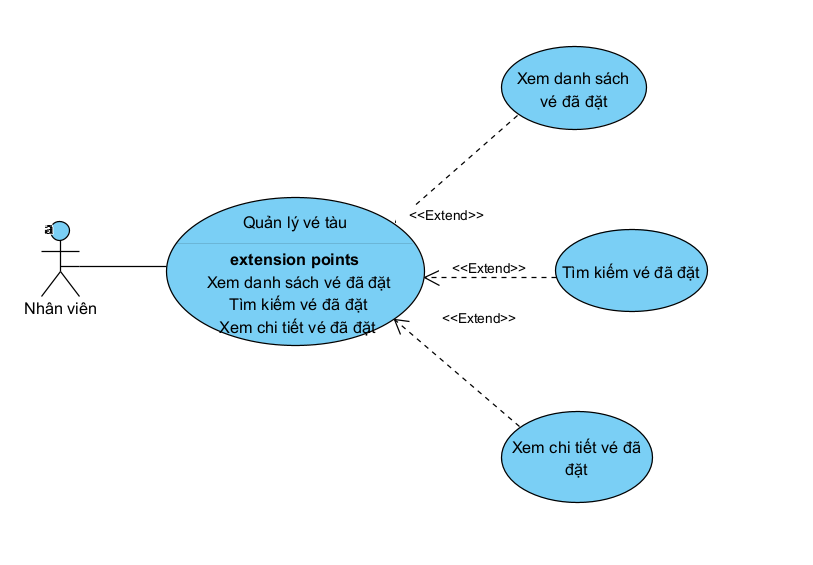 Xem danh sách
vé đã đặt
<<Extend>>
a
Nhân viên
Quản lý vé tàu
extension points
Xem danh sách vé đã đặt
Tìm kiếm vé đã đặt
Xem chi tiết vé đã đặt
<<Extend>>
Tìm kiếm vé đã đặt
<<Extend>>
Xem chi tiết vé đã
đặt